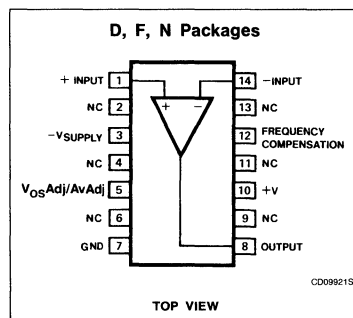 D, F, N Packages
+ INPUT 1
14 −INPUT
NC 2
13 NC
−VSUPPLY 3
12 FREQUENCY
COMPENSATION
NC 4
11 NC
VOSAdj/AvAdj 5
10 +V
NC 6
9 NC
GND 7
8 OUTPUT
+ −
CD09921S
TOP VIEW